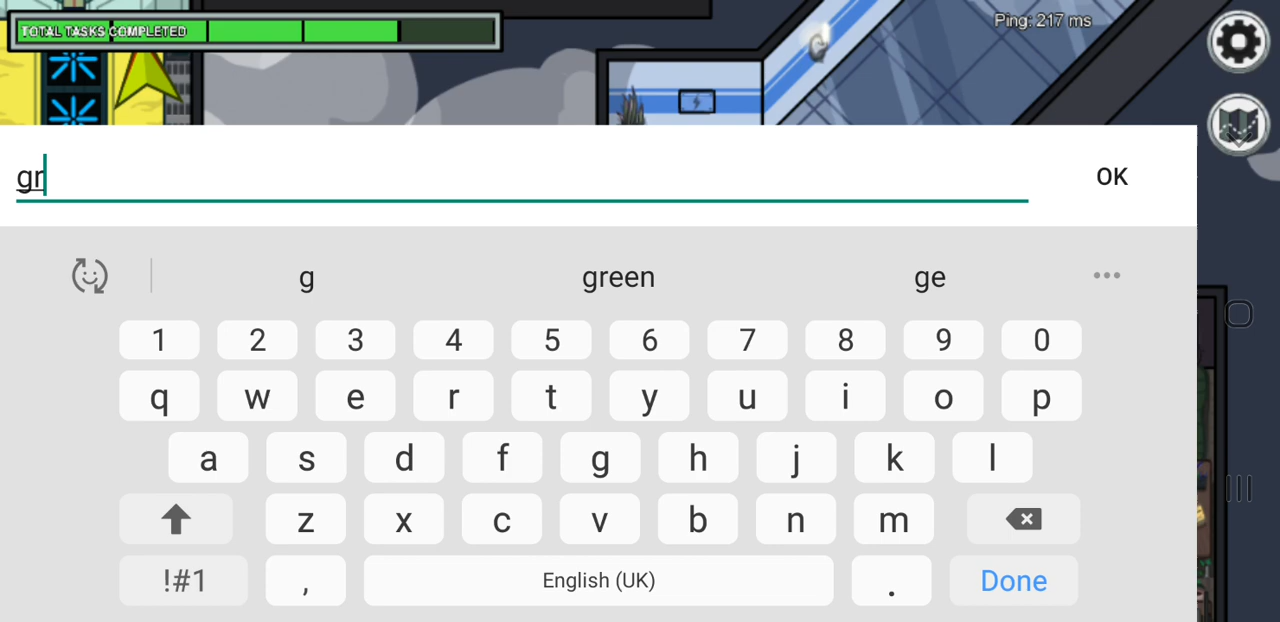 TOTAL TASKS COMPLETED
Ping: 217 ms
gr
OK
g green ge
1 2 3 4 5 6 7 8 9 0
q w e r t y u i o p
a s d f g h j k l
z x c v b n m
!#1 , English (UK) . Done